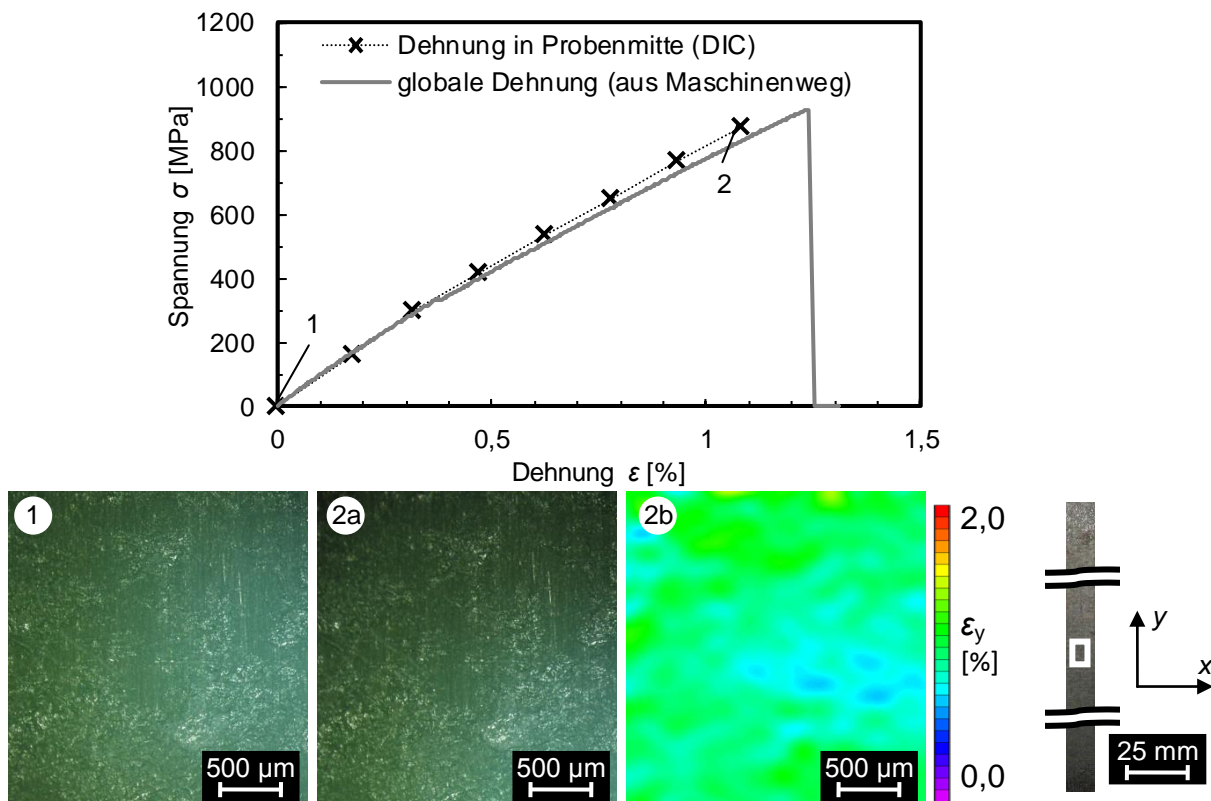 1200
1000
800
600
400
200
0
Spannung σ [MPa]
Dehnung in Probenmitte (DIC)
globale Dehnung (aus Maschinenweg)
1
2
0
0,5
1
1,5
Dehnung ε [%]
1
500 µm
2a
500 µm
2b
500 µm
2,0
εy
[%]
0,0
y
x
25 mm